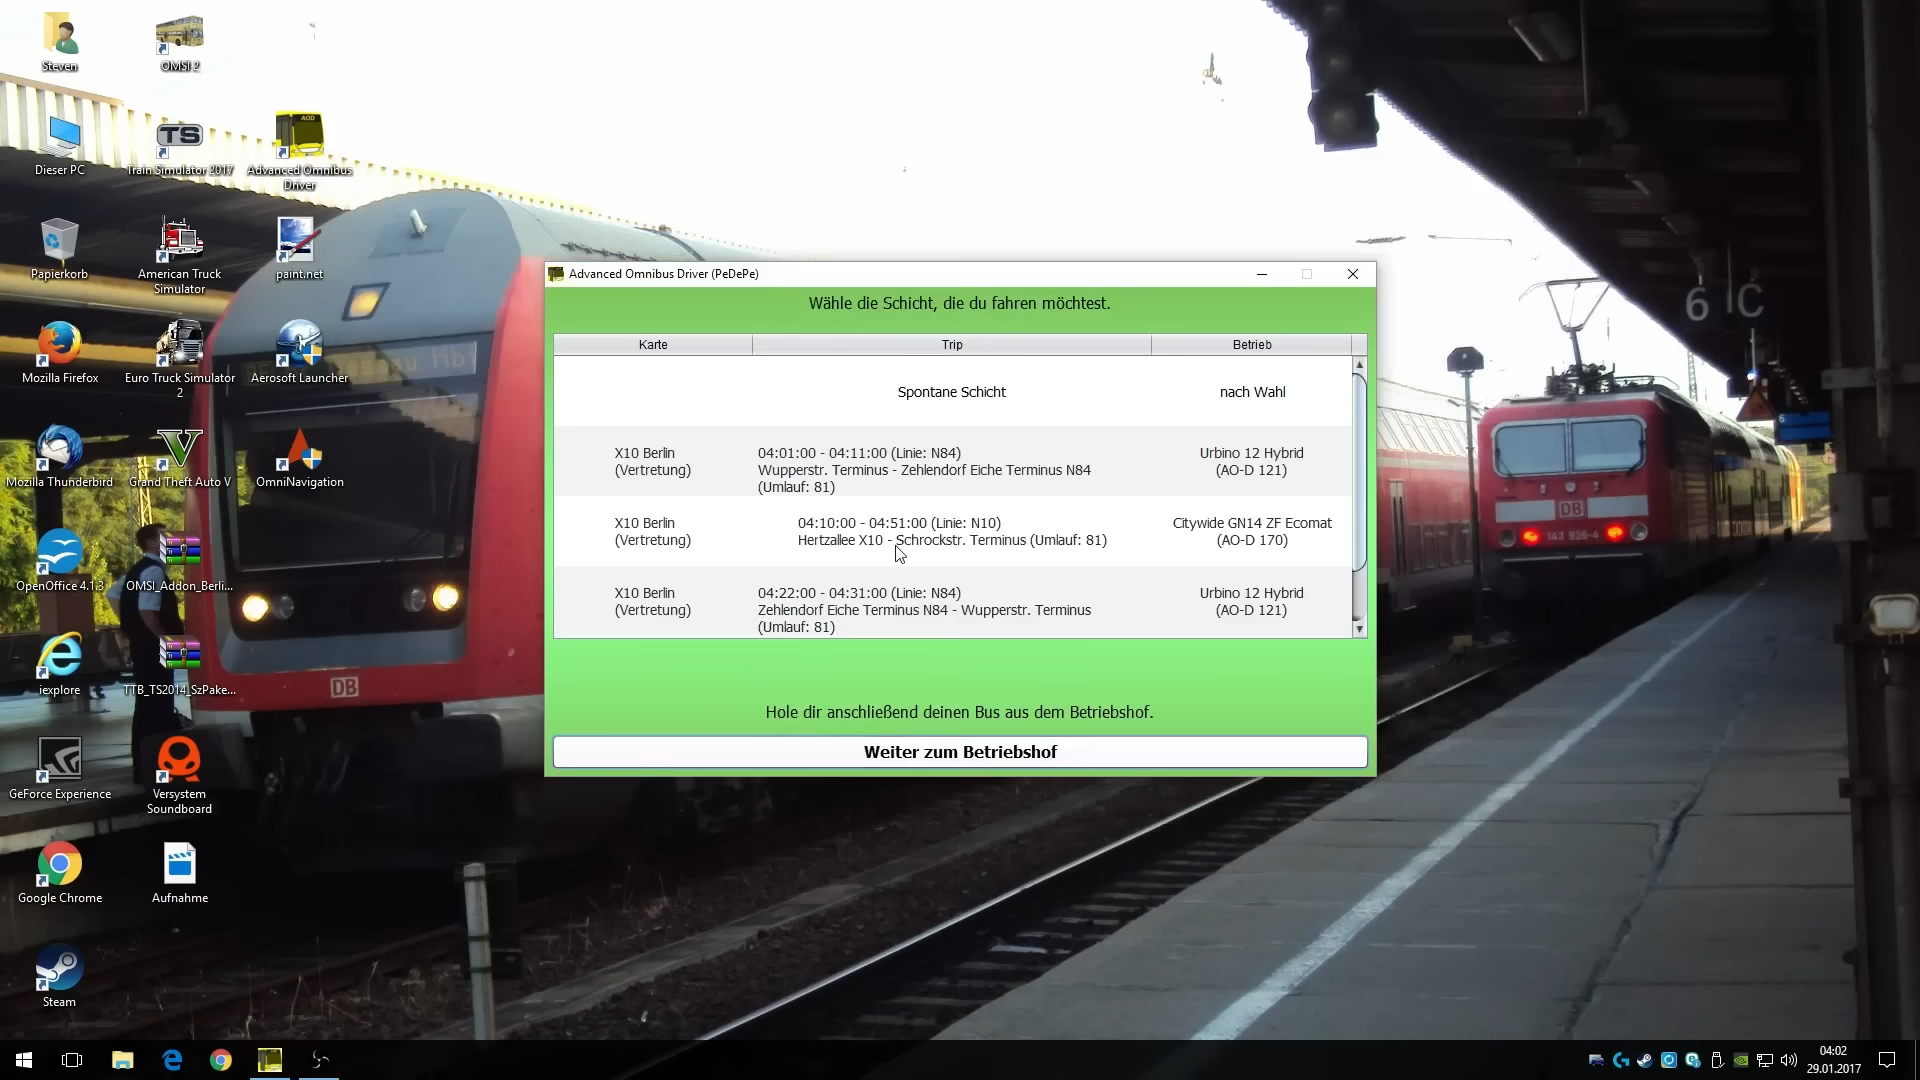 Steven
OMSI 2
Dieser PC
Train Simulator 2017
AOD
Advanced Omnibus
Driver
Papierkorb
American Truck
Simulator
paint.net
Mozilla Firefox
Euro Truck Simulator
2
Aerosoft Launcher
Mozilla Thunderbird
Grand Theft Auto V
OmniNavigation
OpenOffice 4.1.3
OMSI_Addon_Berli...
iexplore
TTB_TS2014_SzPake...
GeForce Experience
Versystem
Soundboard
Google Chrome
Aufnahme
Steam
TS
DB
6
DB
143 926-4
6
Advanced Omnibus Driver (PeDePe)
Wähle die Schicht, die du fahren möchtest.
Karte Trip Betrieb
Spontane Schicht nach Wahl
X10 Berlin
(Vertretung)
04:01:00 - 04:11:00 (Linie: N84)
Wupperstr. Terminus - Zehlendorf Eiche Terminus N84
(Umlauf: 81)
Urbino 12 Hybrid
(AO-D 121)
X10 Berlin
(Vertretung)
04:10:00 - 04:51:00 (Linie: N10)
Hertzallee X10 - Schrockstr. Terminus (Umlauf: 81)
Citywide GN14 ZF Ecomat
(AO-D 170)
X10 Berlin
(Vertretung)
04:22:00 - 04:31:00 (Linie: N84)
Zehlendorf Eiche Terminus N84 - Wupperstr. Terminus
(Umlauf: 81)
Urbino 12 Hybrid
(AO-D 121)
Hole dir anschließend deinen Bus aus dem Betriebshof.
Weiter zum Betriebshof
04:02
29.01.2017